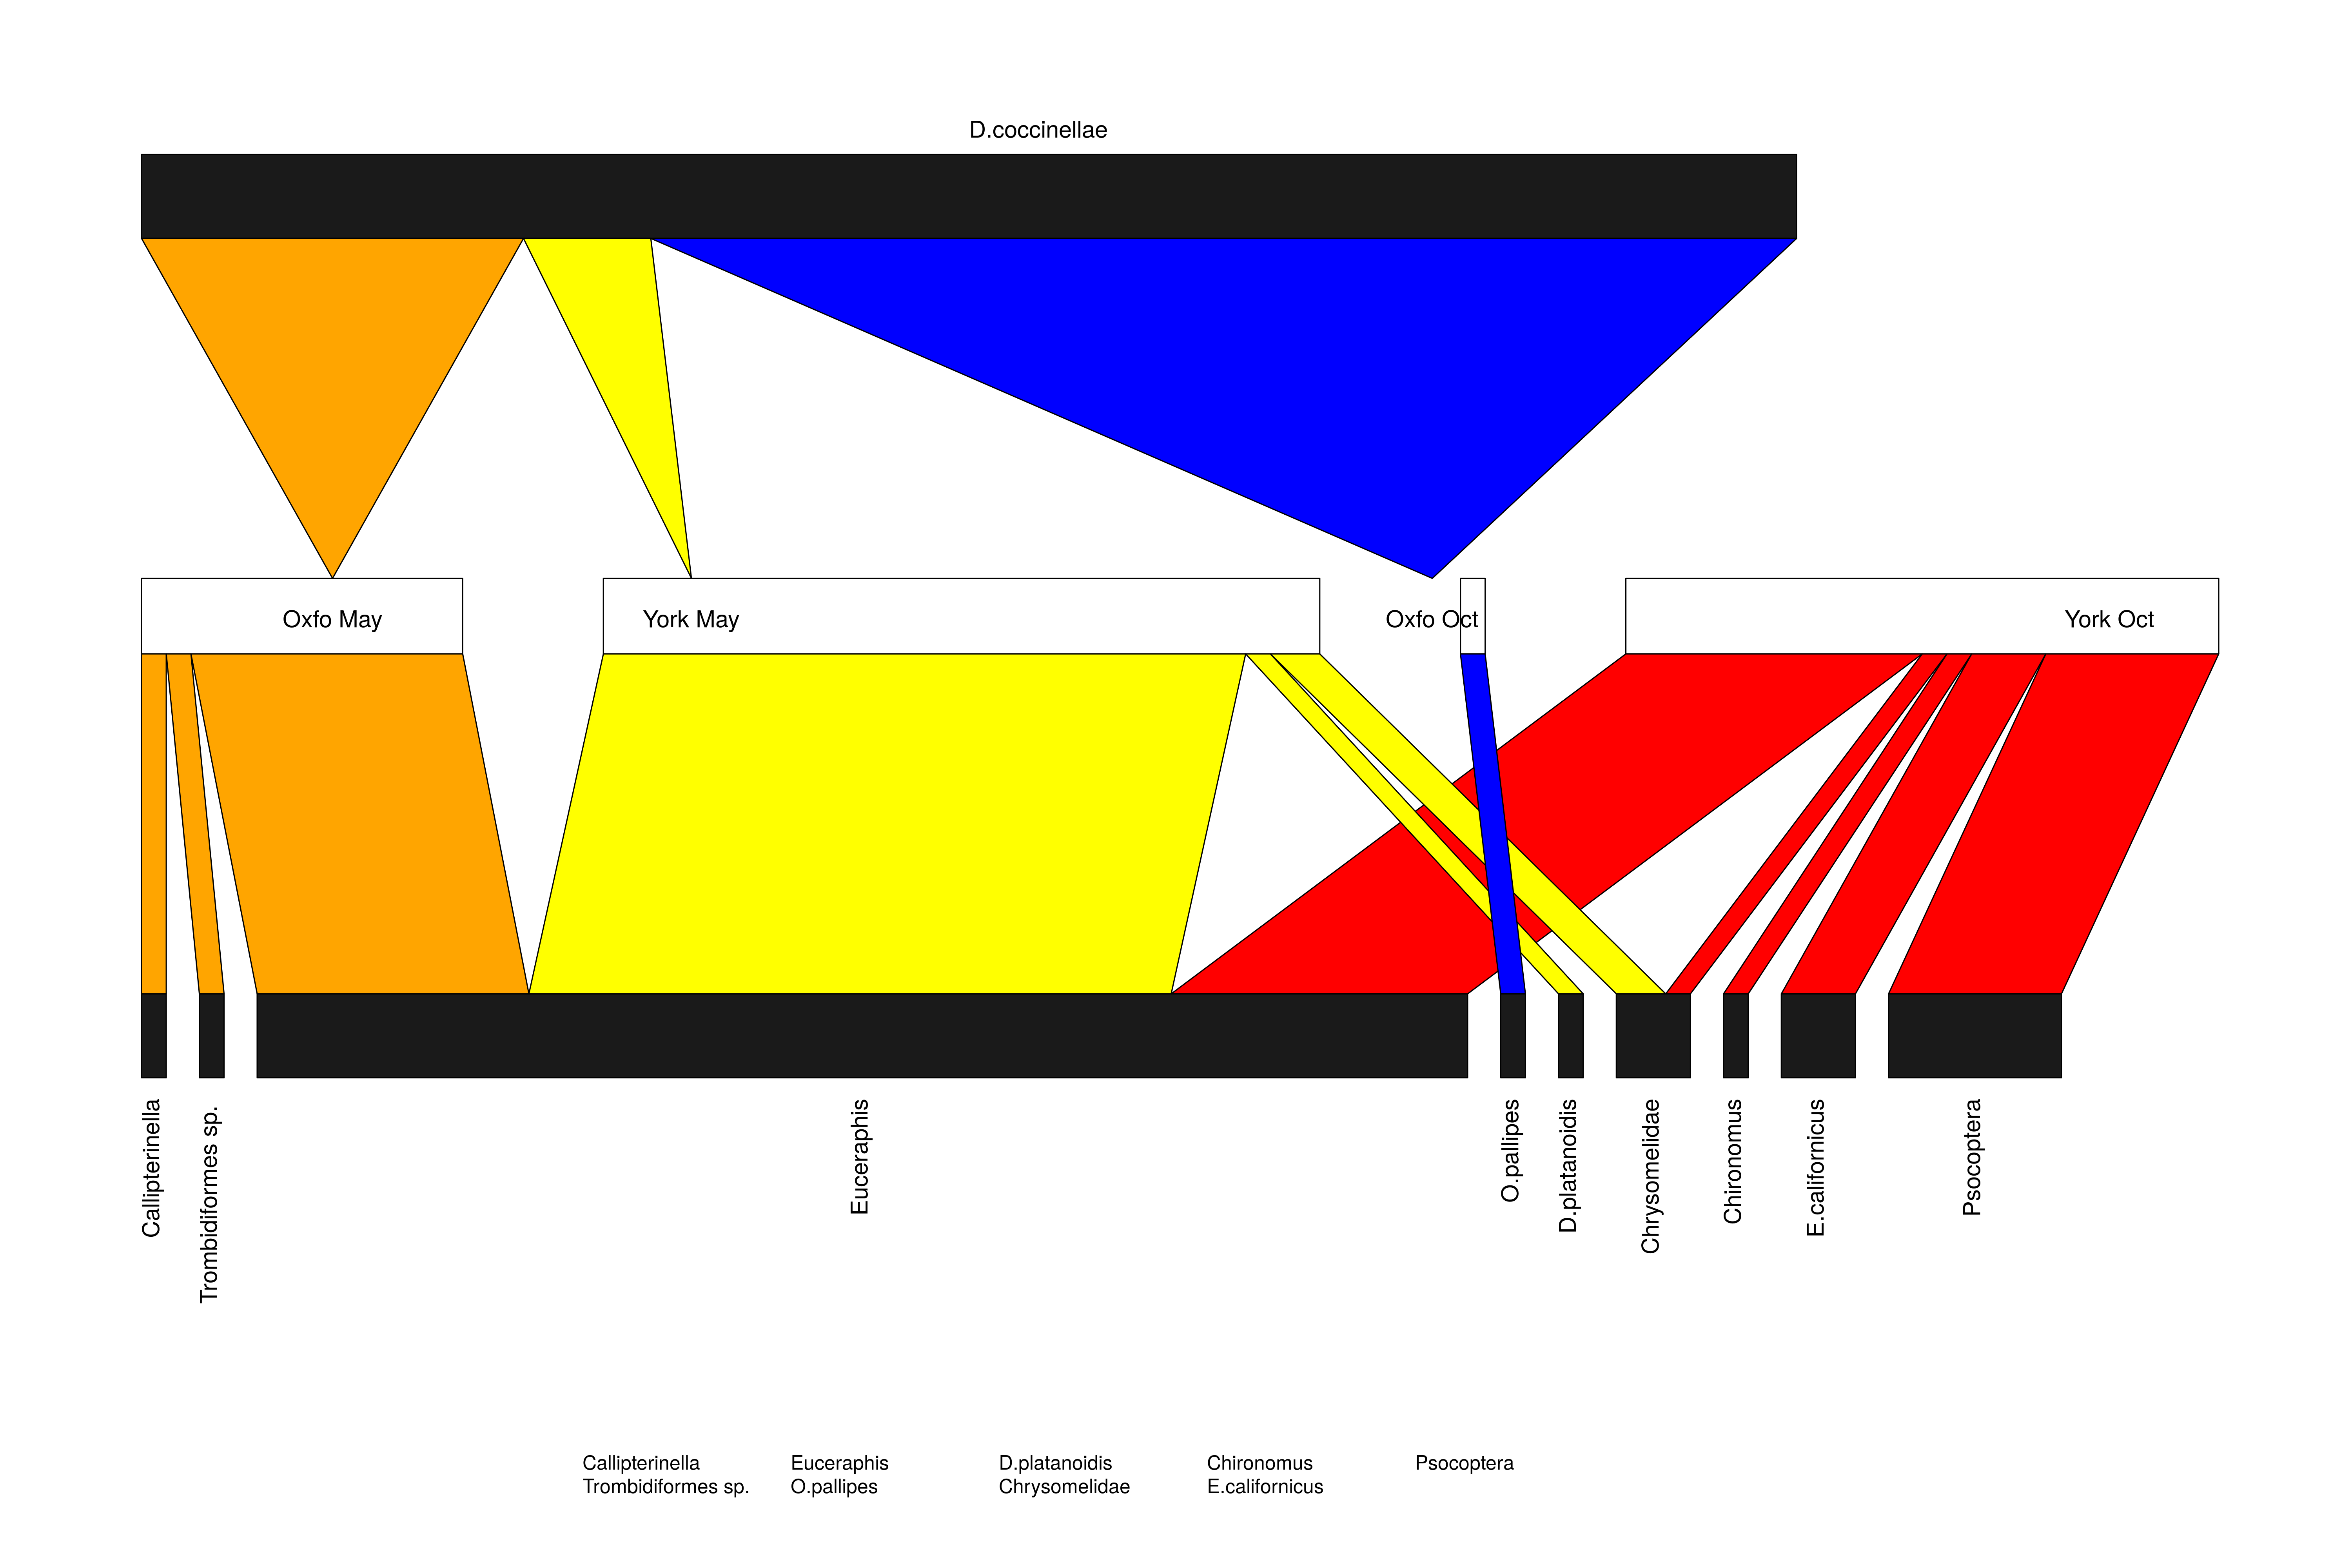 D.coccinellae
Oxfo May
York May
Oxfo Oct
York Oct
Callipterinella
Trombidiformes sp.
Euceraphis
O.pallipes
D.platanoidis
Chrysomelidae
Chironomus
E.californicus
Psocoptera
Callipterinella
Trombidiformes sp.
Euceraphis
O.pallipes
D.platanoidis
Chrysomelidae
Chironomus
E.californicus
Psocoptera